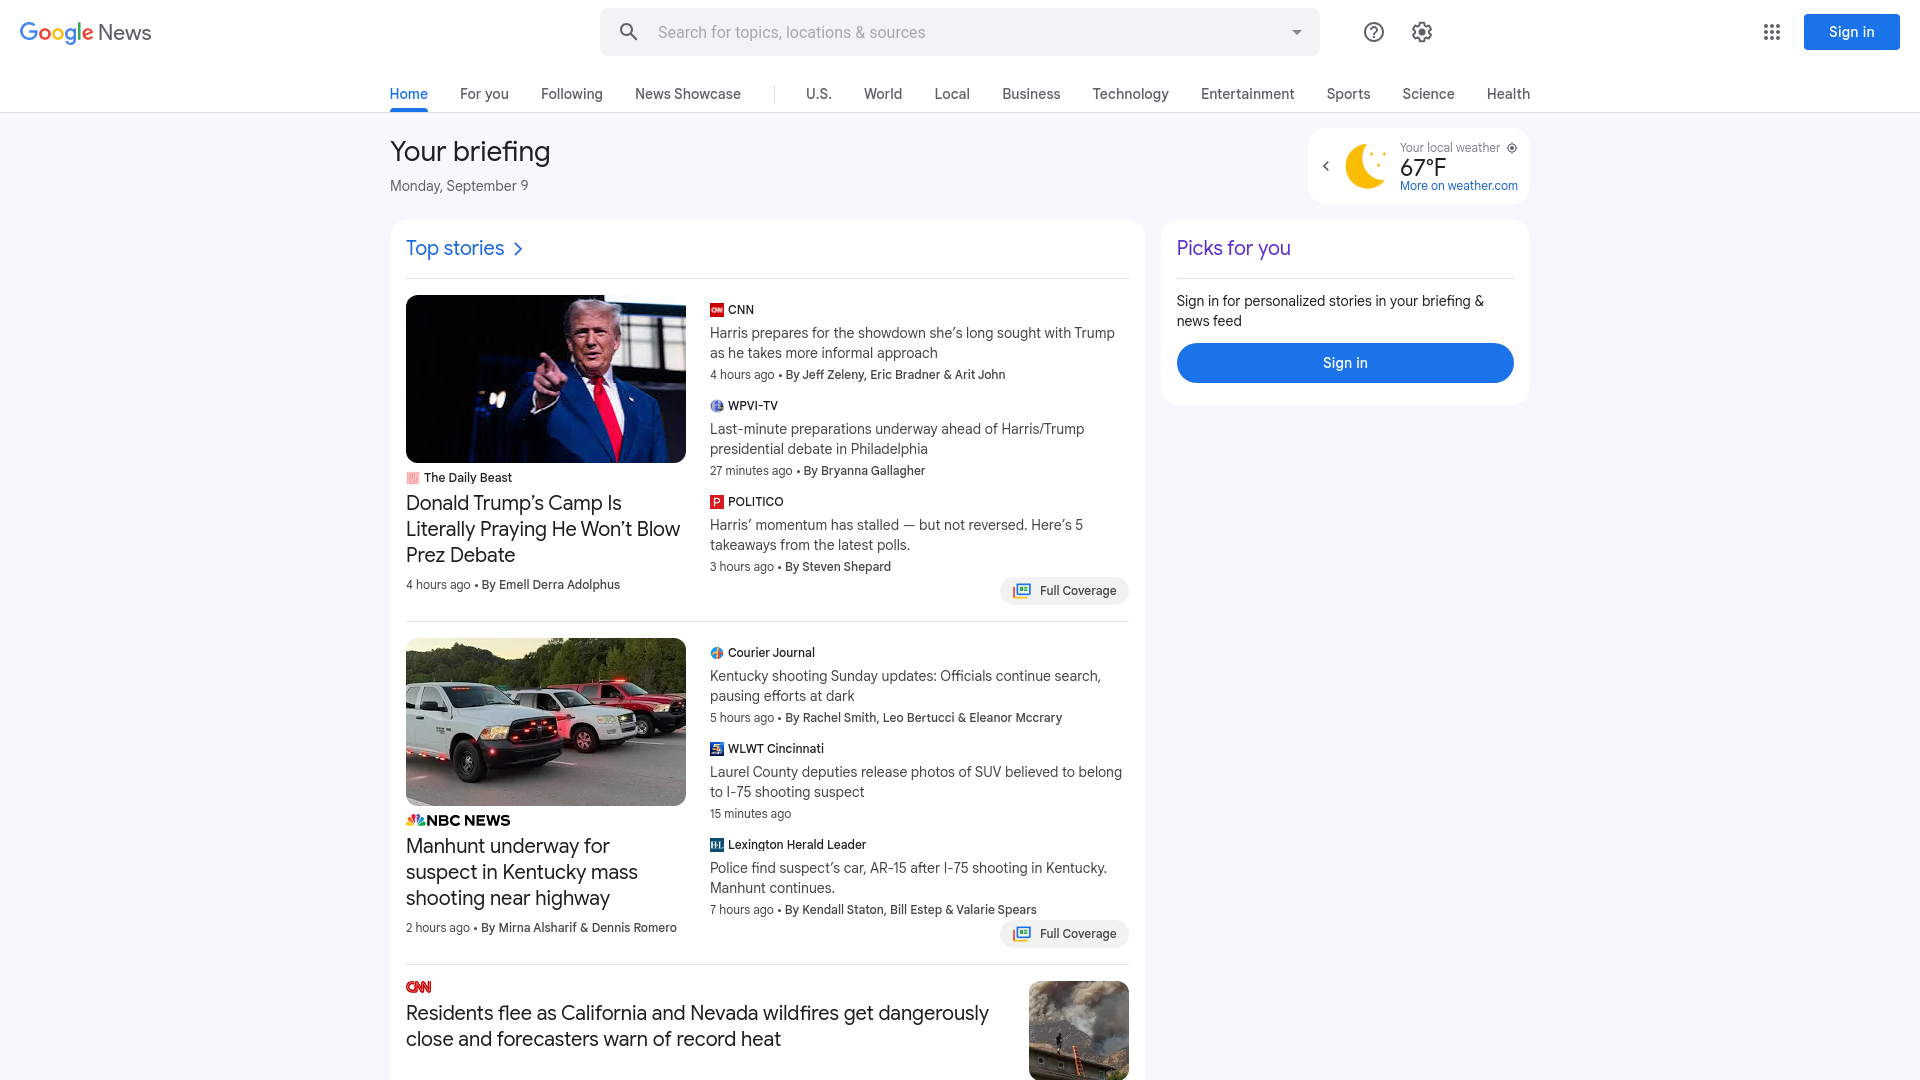 Google News
Search for topics, locations & sources
Sign in
Home
For you
Following
News Showcase
U.S.
World
Local
Business
Technology
Entertainment
Sports
Science
Health
Your briefing
Monday, September 9
Your local weather
67°F
More on weather.com
Top stories
The Daily Beast
Donald Trump’s Camp Is
Literally Praying He Won’t Blow
Prez Debate
4 hours ago • By Emell Derra Adolphus
CNN
CNN
Harris prepares for the showdown she’s long sought with Trump
as he takes more informal approach
4 hours ago • By Jeff Zeleny, Eric Bradner & Arit John
WPVI-TV
Last-minute preparations underway ahead of Harris/Trump
presidential debate in Philadelphia
27 minutes ago • By Bryanna Gallagher
P
POLITICO
Harris’ momentum has stalled — but not reversed. Here’s 5
takeaways from the latest polls.
3 hours ago • By Steven Shepard
Full Coverage
NBC NEWS
Manhunt underway for
suspect in Kentucky mass
shooting near highway
2 hours ago • By Mirna Alsharif & Dennis Romero
Courier Journal
Kentucky shooting Sunday updates: Officials continue search,
pausing efforts at dark
5 hours ago • By Rachel Smith, Leo Bertucci & Eleanor Mccrary
5
WLWT Cincinnati
Laurel County deputies release photos of SUV believed to belong
to I-75 shooting suspect
15 minutes ago
H-L
Lexington Herald Leader
Police find suspect’s car, AR-15 after I-75 shooting in Kentucky.
Manhunt continues.
7 hours ago • By Kendall Staton, Bill Estep & Valarie Spears
Full Coverage
CNN
Residents flee as California and Nevada wildfires get dangerously
close and forecasters warn of record heat
Picks for you
Sign in for personalized stories in your briefing &
news feed
Sign in